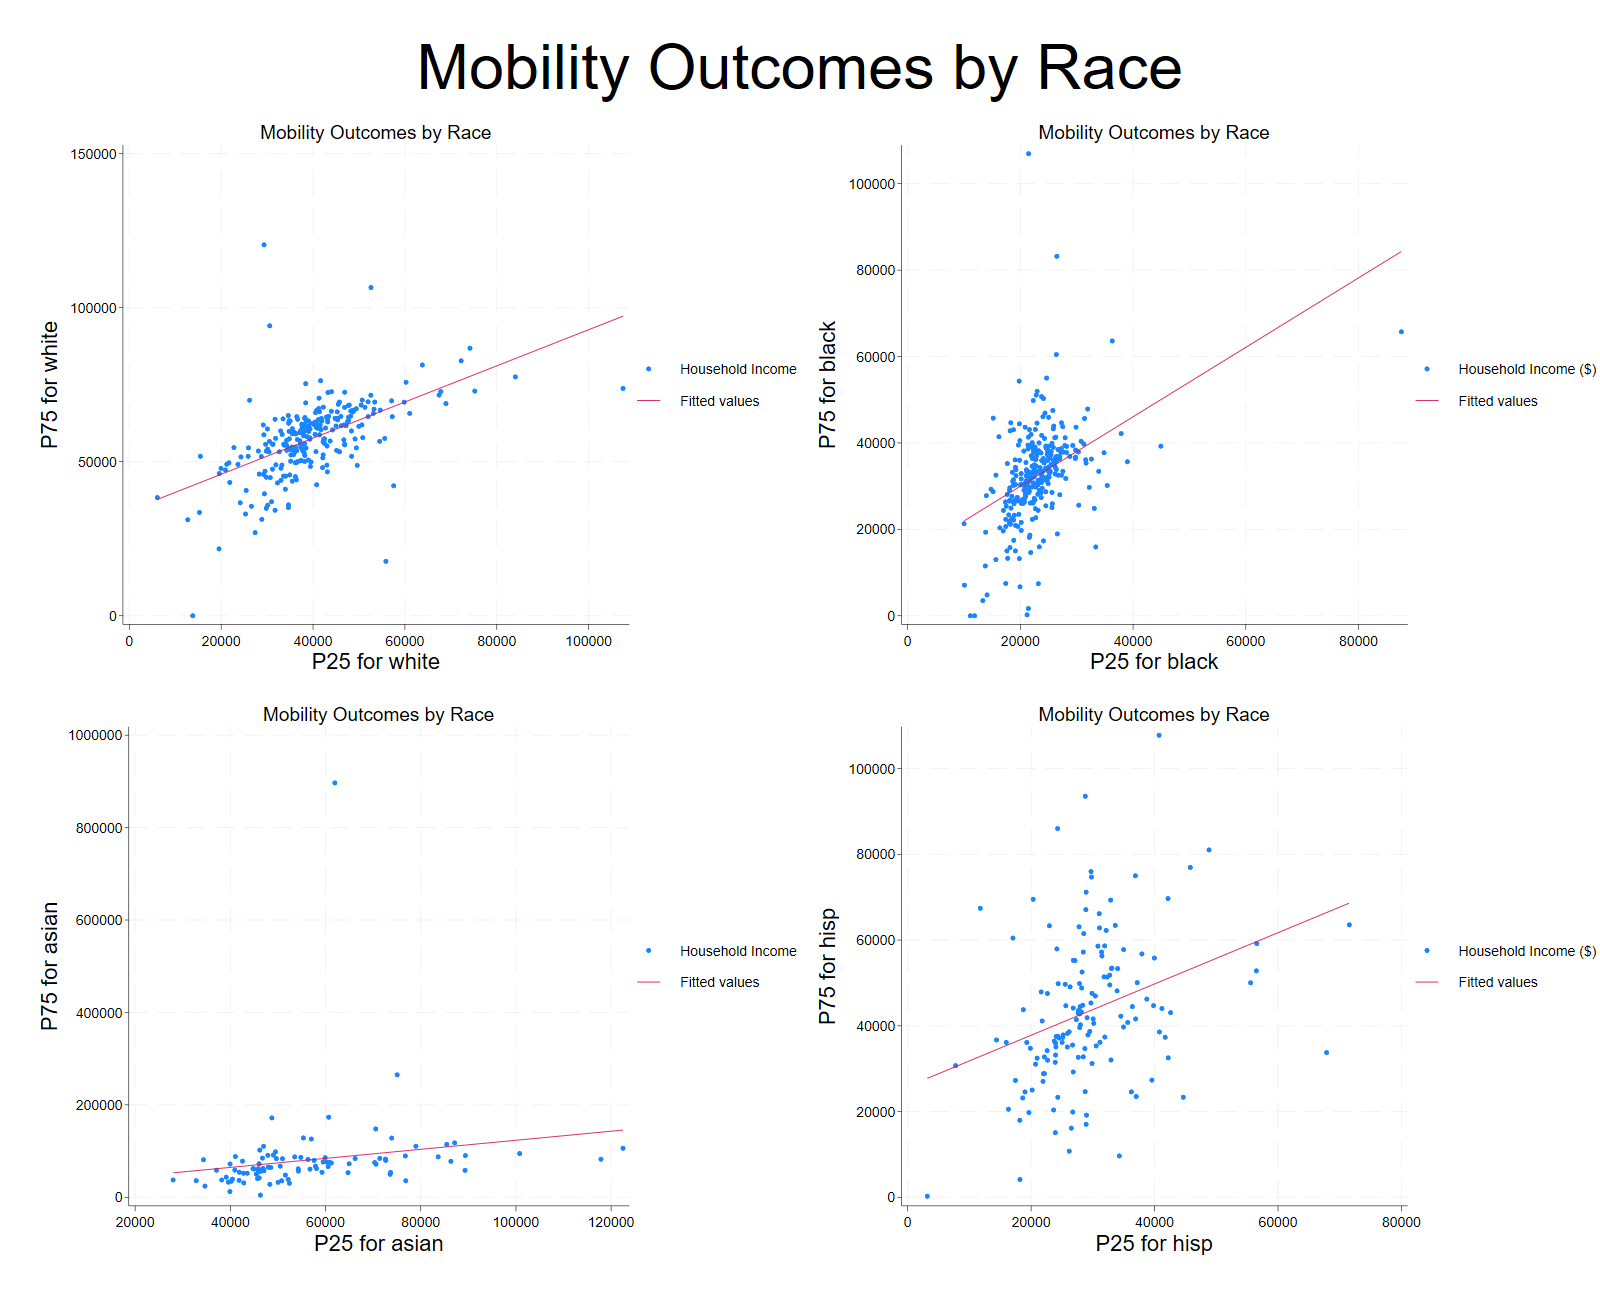 Mobility Outcomes by Race
Mobility Outcomes by Race
150000
100000
50000
0
P75 for white
0 20000 40000 60000 80000 100000
P25 for white
Household Income
Fitted values
Mobility Outcomes by Race
100000
80000
60000
40000
20000
0
P75 for black
0 20000 40000 60000 80000
P25 for black
Household Income ($)
Fitted values
Mobility Outcomes by Race
1000000
800000
600000
400000
200000
0
P75 for asian
20000 40000 60000 80000 100000 120000
P25 for asian
Household Income
Fitted values
Mobility Outcomes by Race
100000
80000
60000
40000
20000
0
P75 for hisp
0 20000 40000 60000 80000
P25 for hisp
Household Income ($)
Fitted values